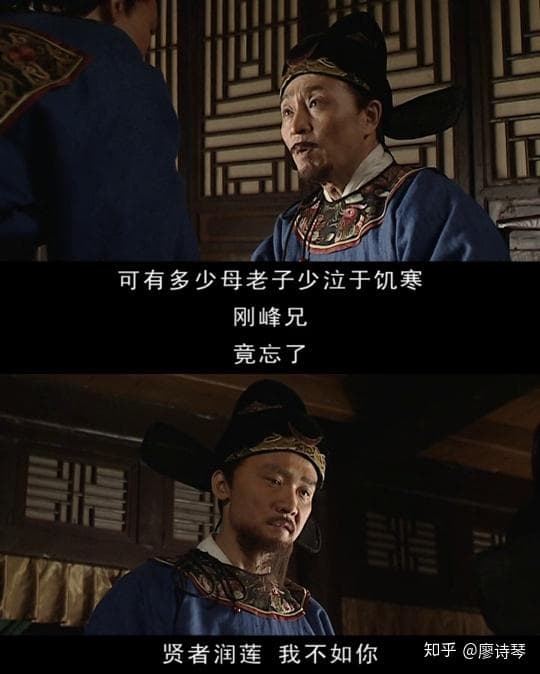 可有多少母老子少泣于饥寒
刚峰兄
竟忘了
贤者润莲 我不如你
知乎 @廖诗琴